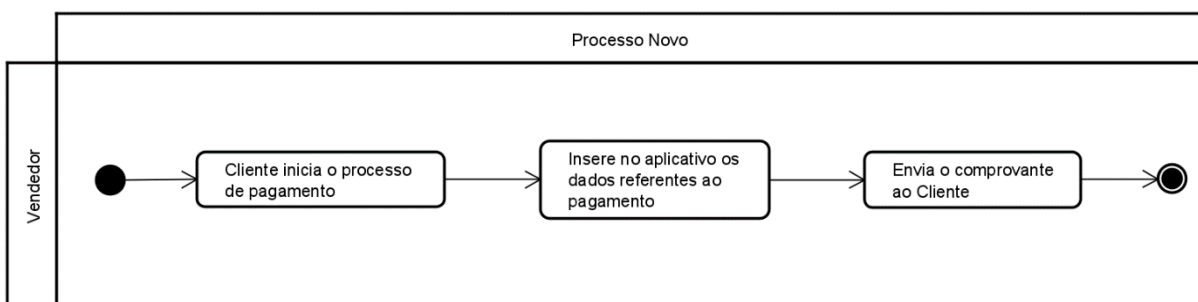 Processo Novo
Vendedor
Cliente inicia o processo
de pagamento
Insere no aplicativo os
dados referentes ao
pagamento
Envia o comprovante
ao Cliente